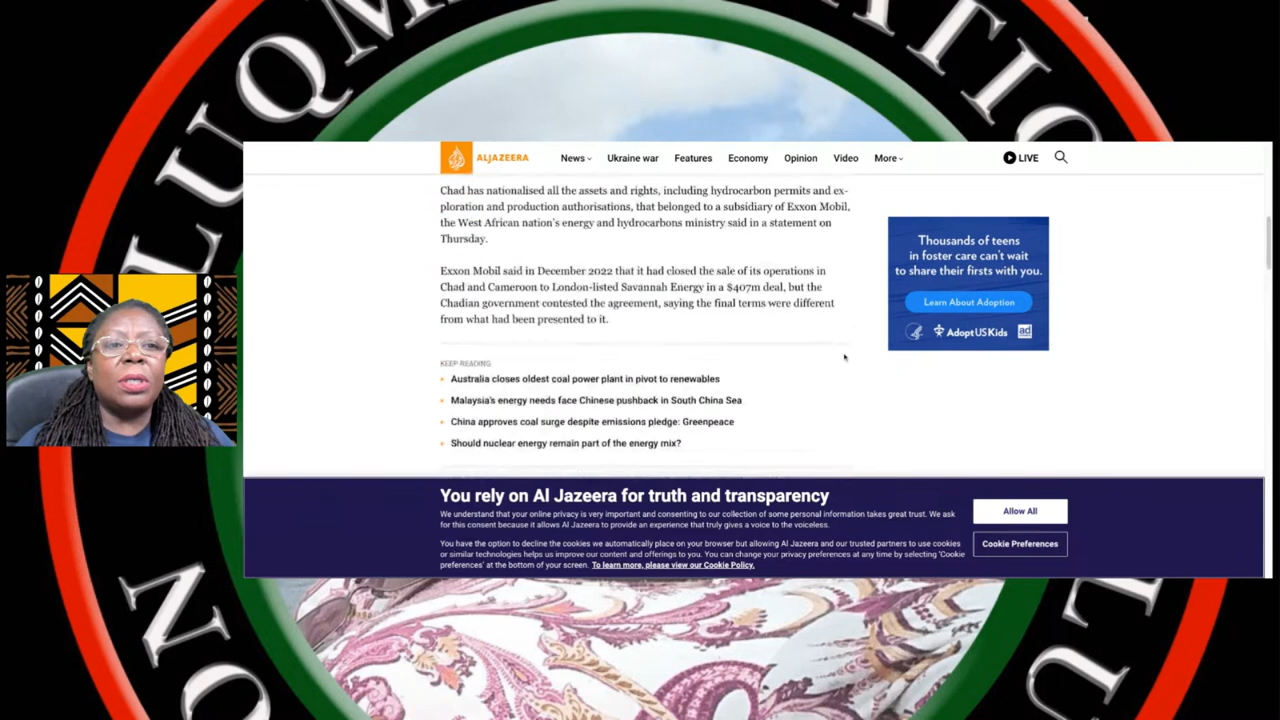 LUQM
ALJAZEERA
News
Ukraine war
Features
Economy
Opinion
Video
More
LIVE
Chad has nationalised all the assets and rights, including hydrocarbon permits and ex-
ploration and production authorisations, that belonged to a subsidiary of Exxon Mobil,
the West African nation's energy and hydrocarbons ministry said in a statement on
Thursday.
Exxon Mobil said in December 2022 that it had closed the sale of its operations in
Chad and Cameroon to London-listed Savannah Energy in a $407m deal, but the
Chadian government contested the agreement, saying the final terms were different
from what had been presented to it.
Thousands of teens
in foster care can't wait
to share their firsts with you.
Learn About Adoption
AdoptUSKids
ad
KEEP READING
Australia closes oldest coal power plant in pivot to renewables
Malaysia's energy needs face Chinese pushback in South China Sea
China approves coal surge despite emissions pledge: Greenpeace
Should nuclear energy remain part of the energy mix?
You rely on Al Jazeera for truth and transparency
We understand that your online privacy is very important and consenting to our collection of some personal information takes great trust. We ask
for this consent because it allows Al Jazeera to provide an experience that truly gives a voice to the voiceless.
You have the option to decline the cookies we automatically place on your browser but allowing Al Jazeera and our trusted partners to use cookies
or similar technologies helps us improve our content and offerings to you. You can change your privacy preferences at any time by selecting 'Cookie
preferences' at the bottom of your screen. To learn more, please view our Cookie Policy.
Allow All
Cookie Preferences